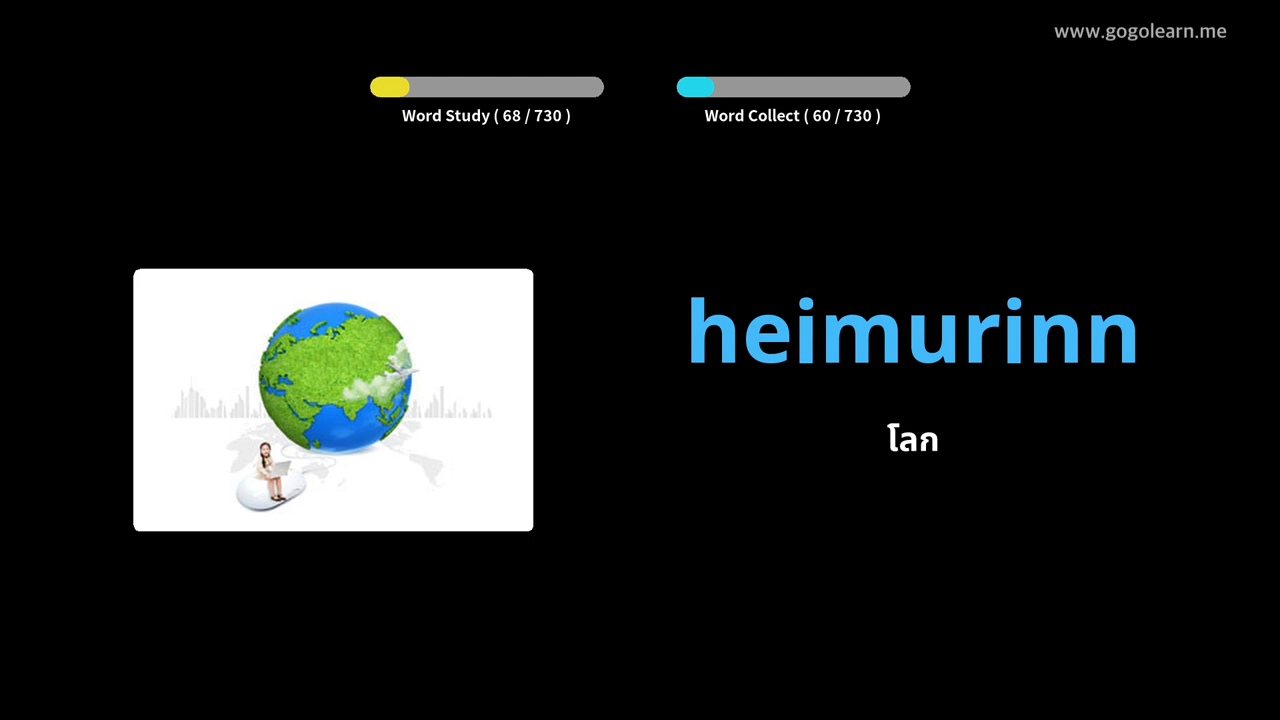 www.gogolearn.me
Word Study ( 68 / 730 )
Word Collect ( 60 / 730 )
heimurinn
โลก